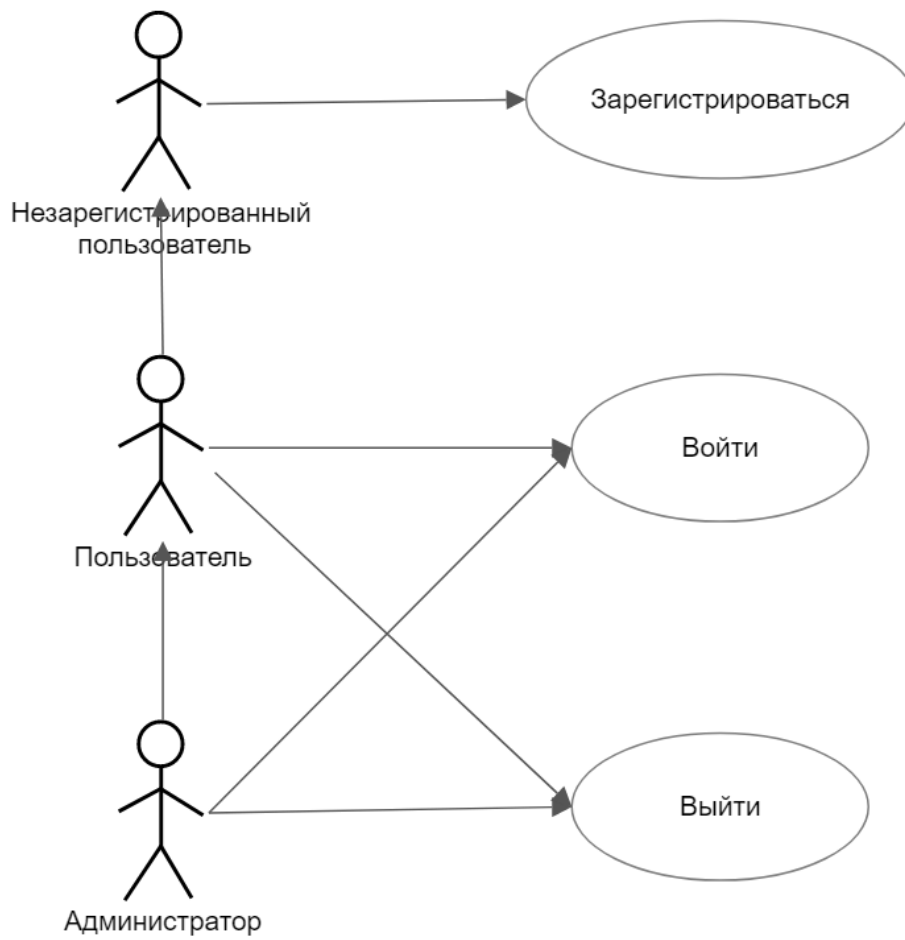 Зарегистрироваться
Незарегистрированный
пользователь
Войти
Пользователь
Выйти
Администратор